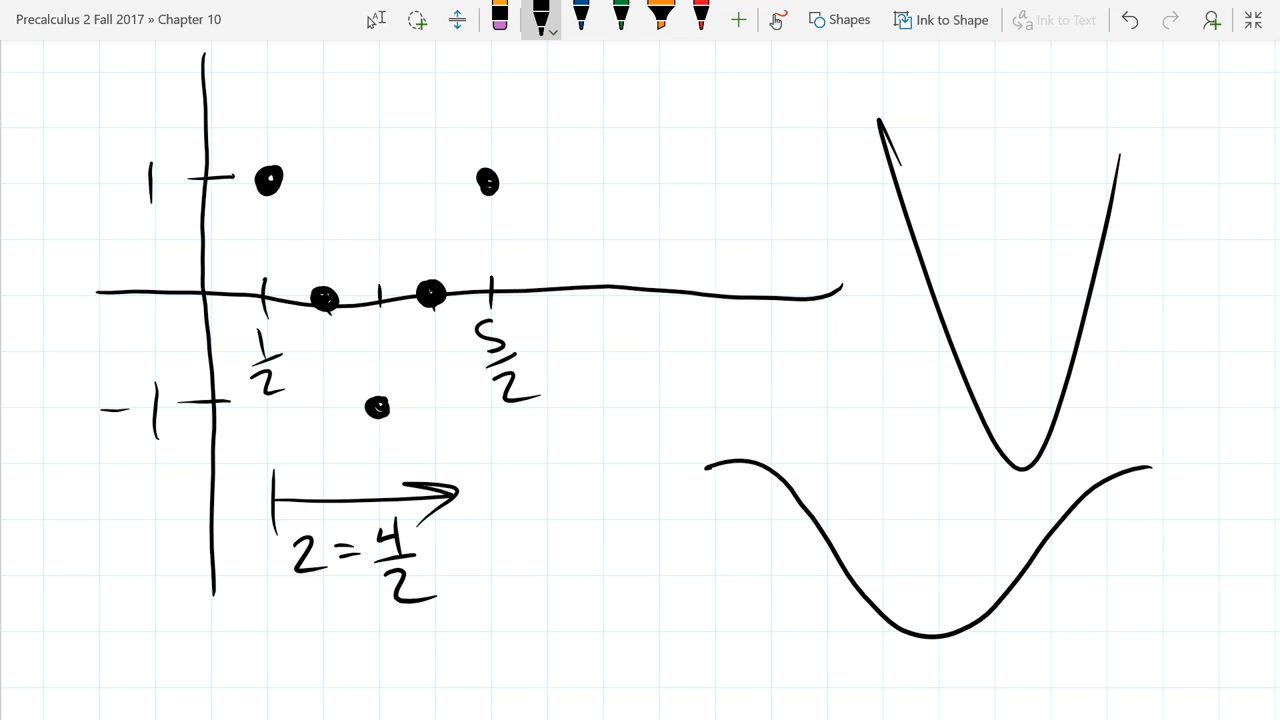 Precalculus 2 Fall 2017 » Chapter 10
Shapes
Ink to Shape
Ink to Text
1
1/2
5/2
-1
2 = 4/2